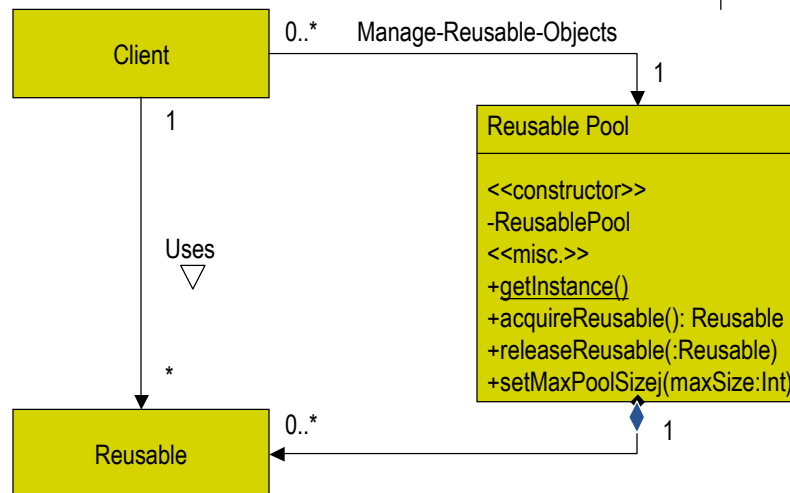 Client
0..*
Manage-Reusable-Objects
1
1
Reusable Pool
<<constructor>>
-ReusablePool
<<misc.>>
+getInstance()
+acquireReusable(): Reusable
+releaseReusable(:Reusable)
+setMaxPoolSizej(maxSize:Int)
Uses
*
0..*
1
Reusable